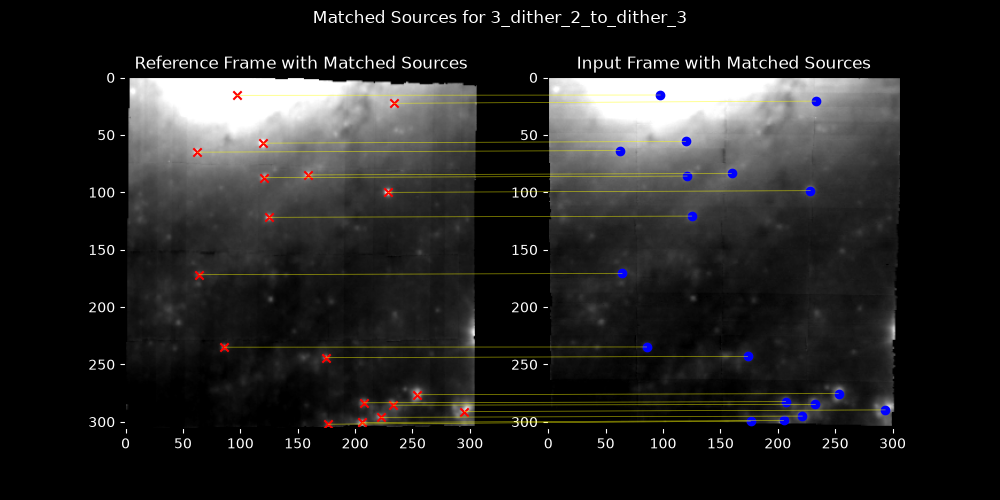 Matched Sources for 3_dither_2_to_dither_3
Reference Frame with Matched Sources
Input Frame with Matched Sources
0
50
100
150
200
250
300
0 50 100 150 200 250 300
0
50
100
150
200
250
300
0 50 100 150 200 250 300